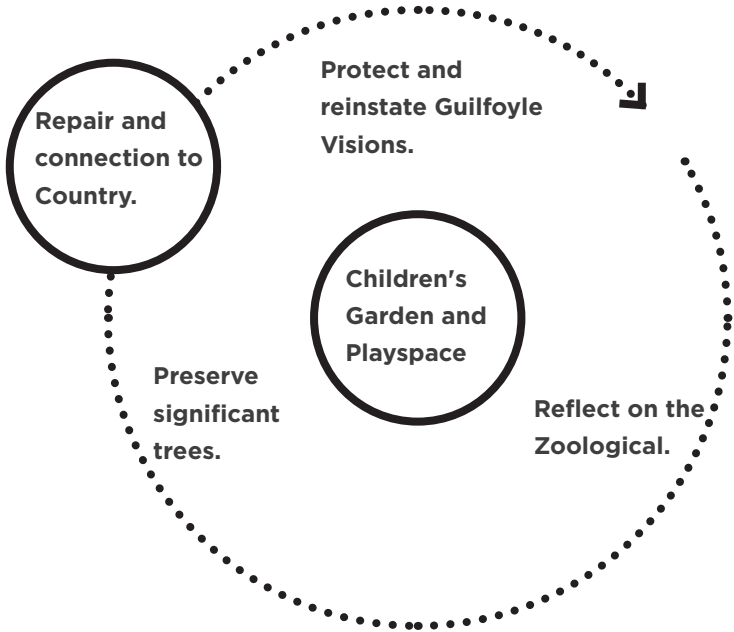 Protect and
reinstate Guilfoyle
Visions.
Repair and
connection to
Country.
Children's
Garden and
Playspace
Preserve
significant
trees.
Reflect on the
Zoological.